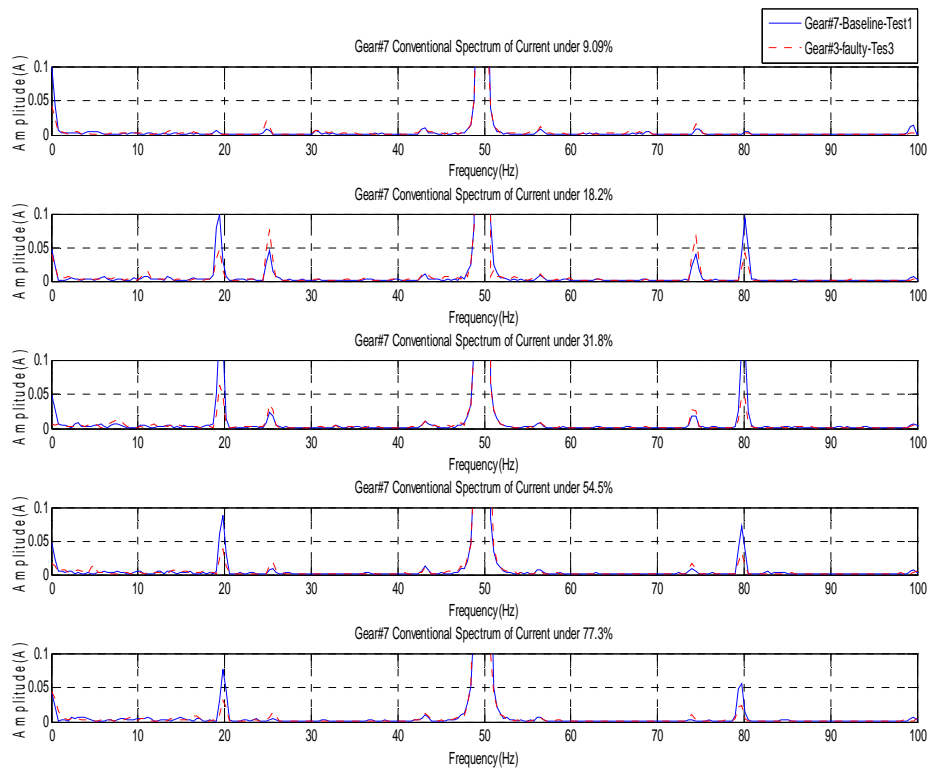 Gear#7-Baseline-Test1
Gear#3-faulty-Tes3
Gear#7 Conventional Spectrum of Current under 9.09%
0.1
0.05
0
Amplitude(A)
0 10 20 30 40 50 60 70 80 90 100
Frequency(Hz)
Gear#7 Conventional Spectrum of Current under 18.2%
0.1
0.05
0
Amplitude(A)
0 10 20 30 40 50 60 70 80 90 100
Frequency(Hz)
Gear#7 Conventional Spectrum of Current under 31.8%
0.1
0.05
0
Amplitude(A)
0 10 20 30 40 50 60 70 80 90 100
Frequency(Hz)
Gear#7 Conventional Spectrum of Current under 54.5%
0.1
0.05
0
Amplitude(A)
0 10 20 30 40 50 60 70 80 90 100
Frequency(Hz)
Gear#7 Conventional Spectrum of Current under 77.3%
0.1
0.05
0
Amplitude(A)
0 10 20 30 40 50 60 70 80 90 100
Frequency(Hz)